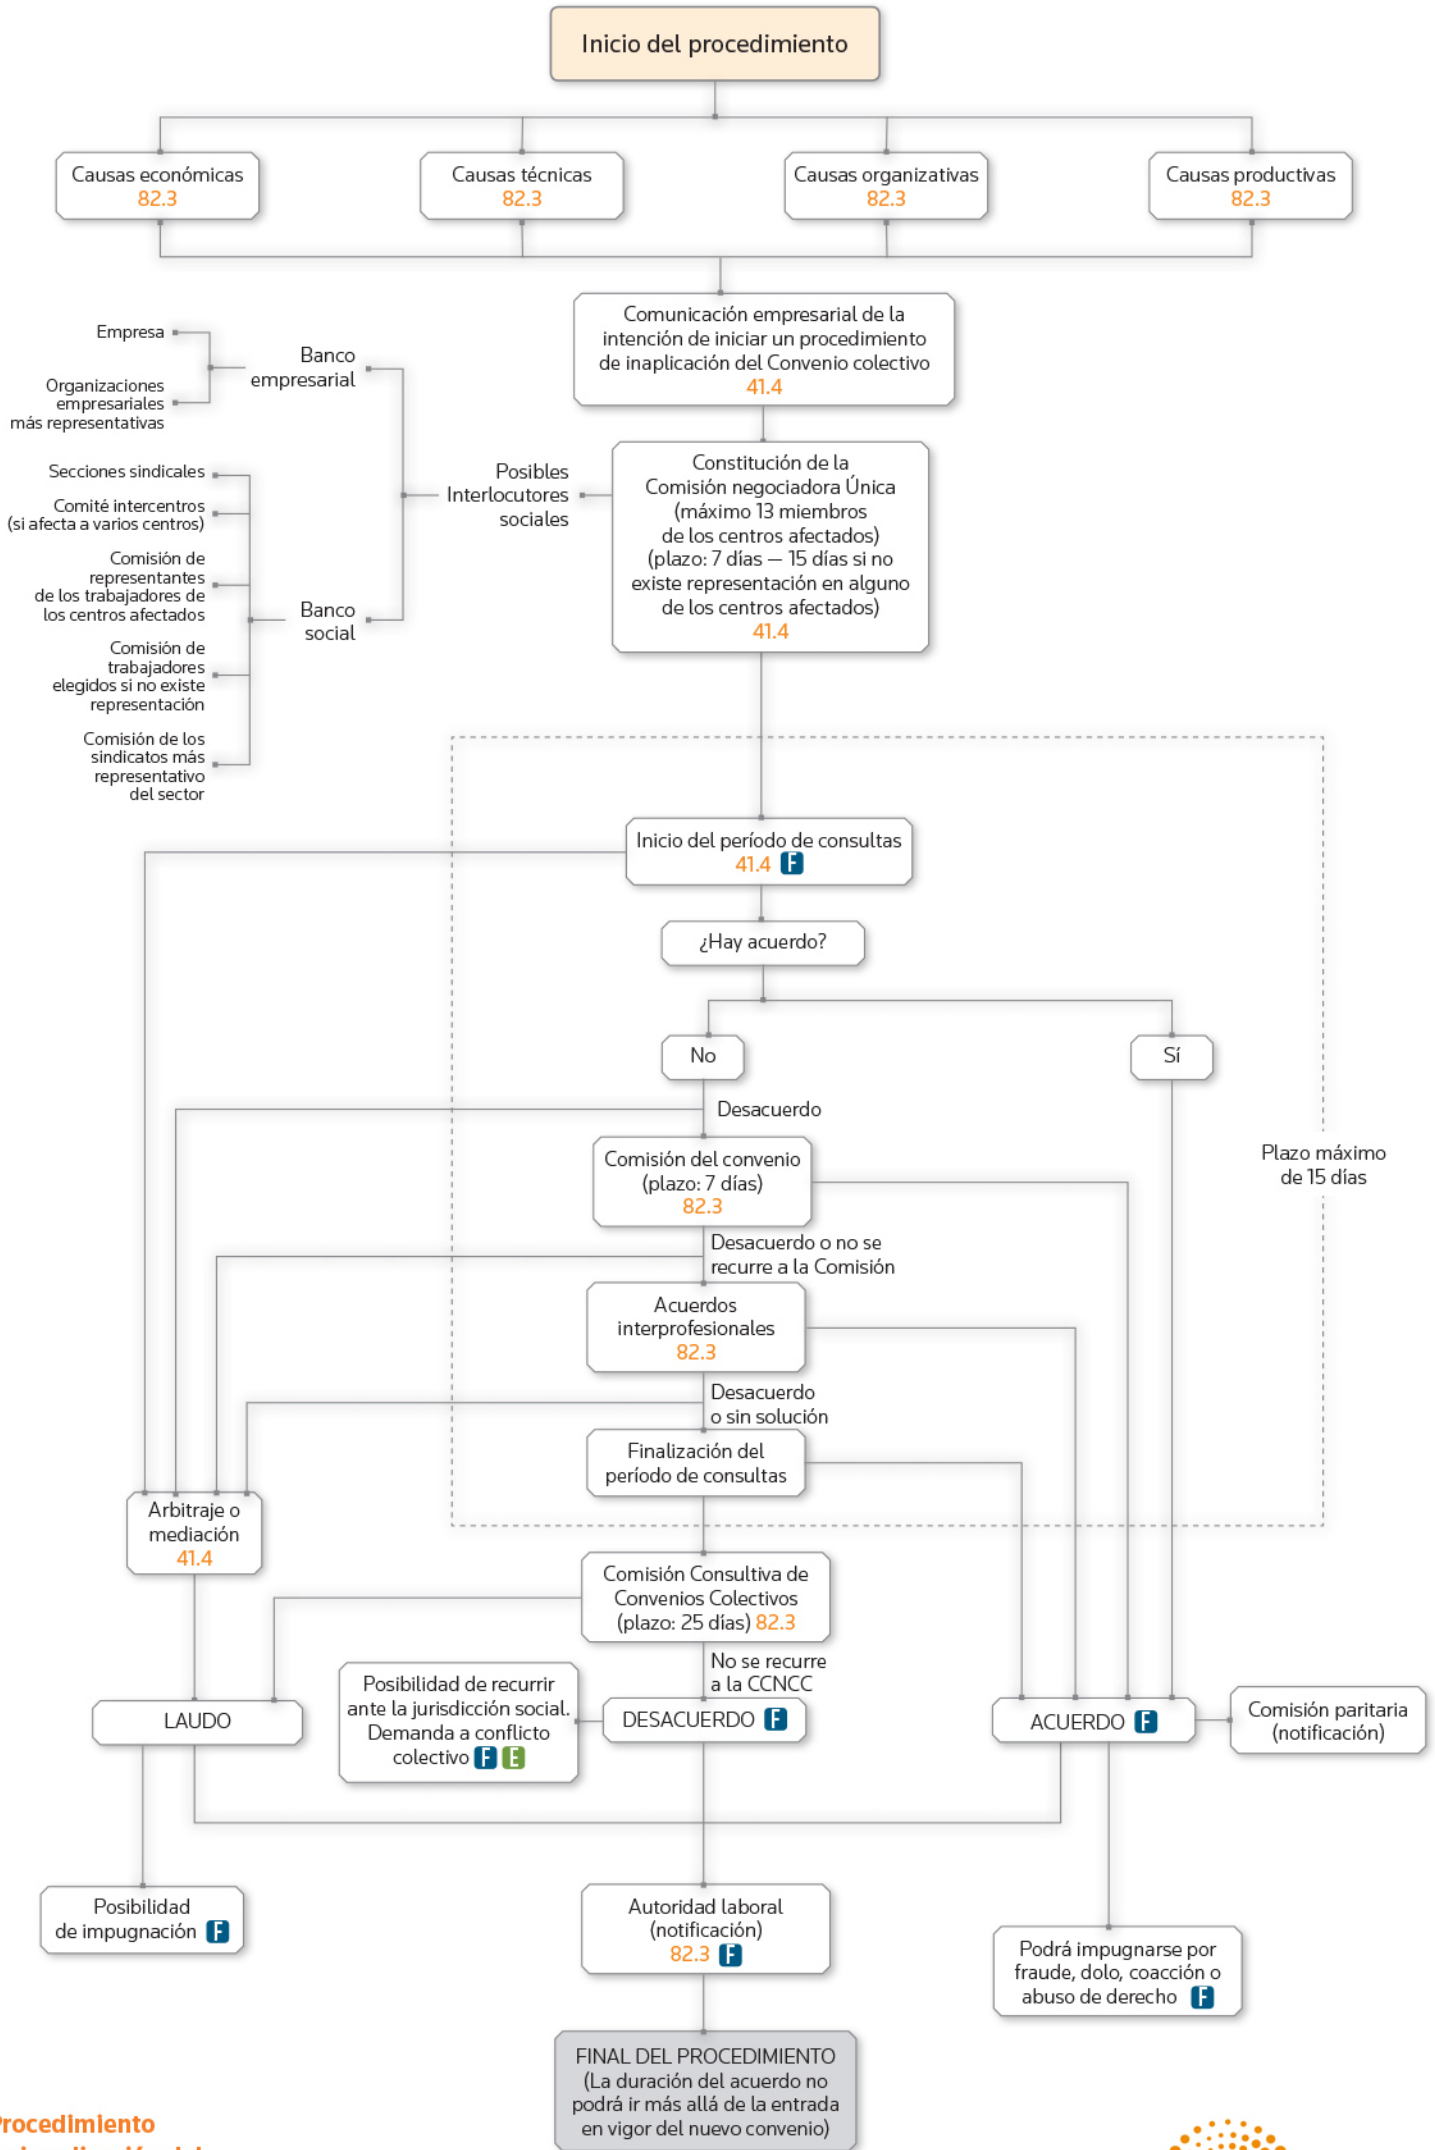 Inicio del procedimiento
Causas económicas
82.3
Causas técnicas
82.3
Causas organizativas
82.3
Causas productivas
82.3
Comunicación empresarial de la
intención de iniciar un procedimiento
de inaplicación del Convenio colectivo
41.4
Empresa
Organizaciones
empresariales
más representativas
Banco
empresarial
Secciones sindicales
Comité intercentros
(si afecta a varios centros)
Comisión de
representantes
de los trabajadores de
los centros afectados
Comisión de
trabajadores
elegidos si no existe
representación
Comisión de los
sindicatos más
representativo
del sector
Banco
social
Posibles
Interlocutores
sociales
Constitución de la
Comisión negociadora Única
(máximo 13 miembros
de los centros afectados)
(plazo: 7 días — 15 días si no
existe representación en alguno
de los centros afectados)
41.4
Inicio del período de consultas
41.4 F
¿Hay acuerdo?
No
Sí
Desacuerdo
Comisión del convenio
(plazo: 7 días)
82.3
Plazo máximo
de 15 días
Desacuerdo o no se
recurre a la Comisión
Acuerdos
interprofesionales
82.3
Desacuerdo
o sin solución
Finalización del
período de consultas
Arbitraje o
mediación
41.4
Comisión Consultiva de
Convenios Colectivos
(plazo: 25 días) 82.3
No se recurre
a la CCNCC
LAUDO
Posibilidad de recurrir
ante la jurisdicción social.
Demanda a conflicto
colectivo F E
DESACUERDO F
ACUERDO F
Comisión paritaria
(notificación)
Posibilidad
de impugnación F
Autoridad laboral
(notificación)
82.3 F
Podrá impugnarse por
fraude, dolo, coacción o
abuso de derecho F
FINAL DEL PROCEDIMIENTO
(La duración del acuerdo no
podrá ir más allá de la entrada
en vigor del nuevo convenio)
Procedimiento